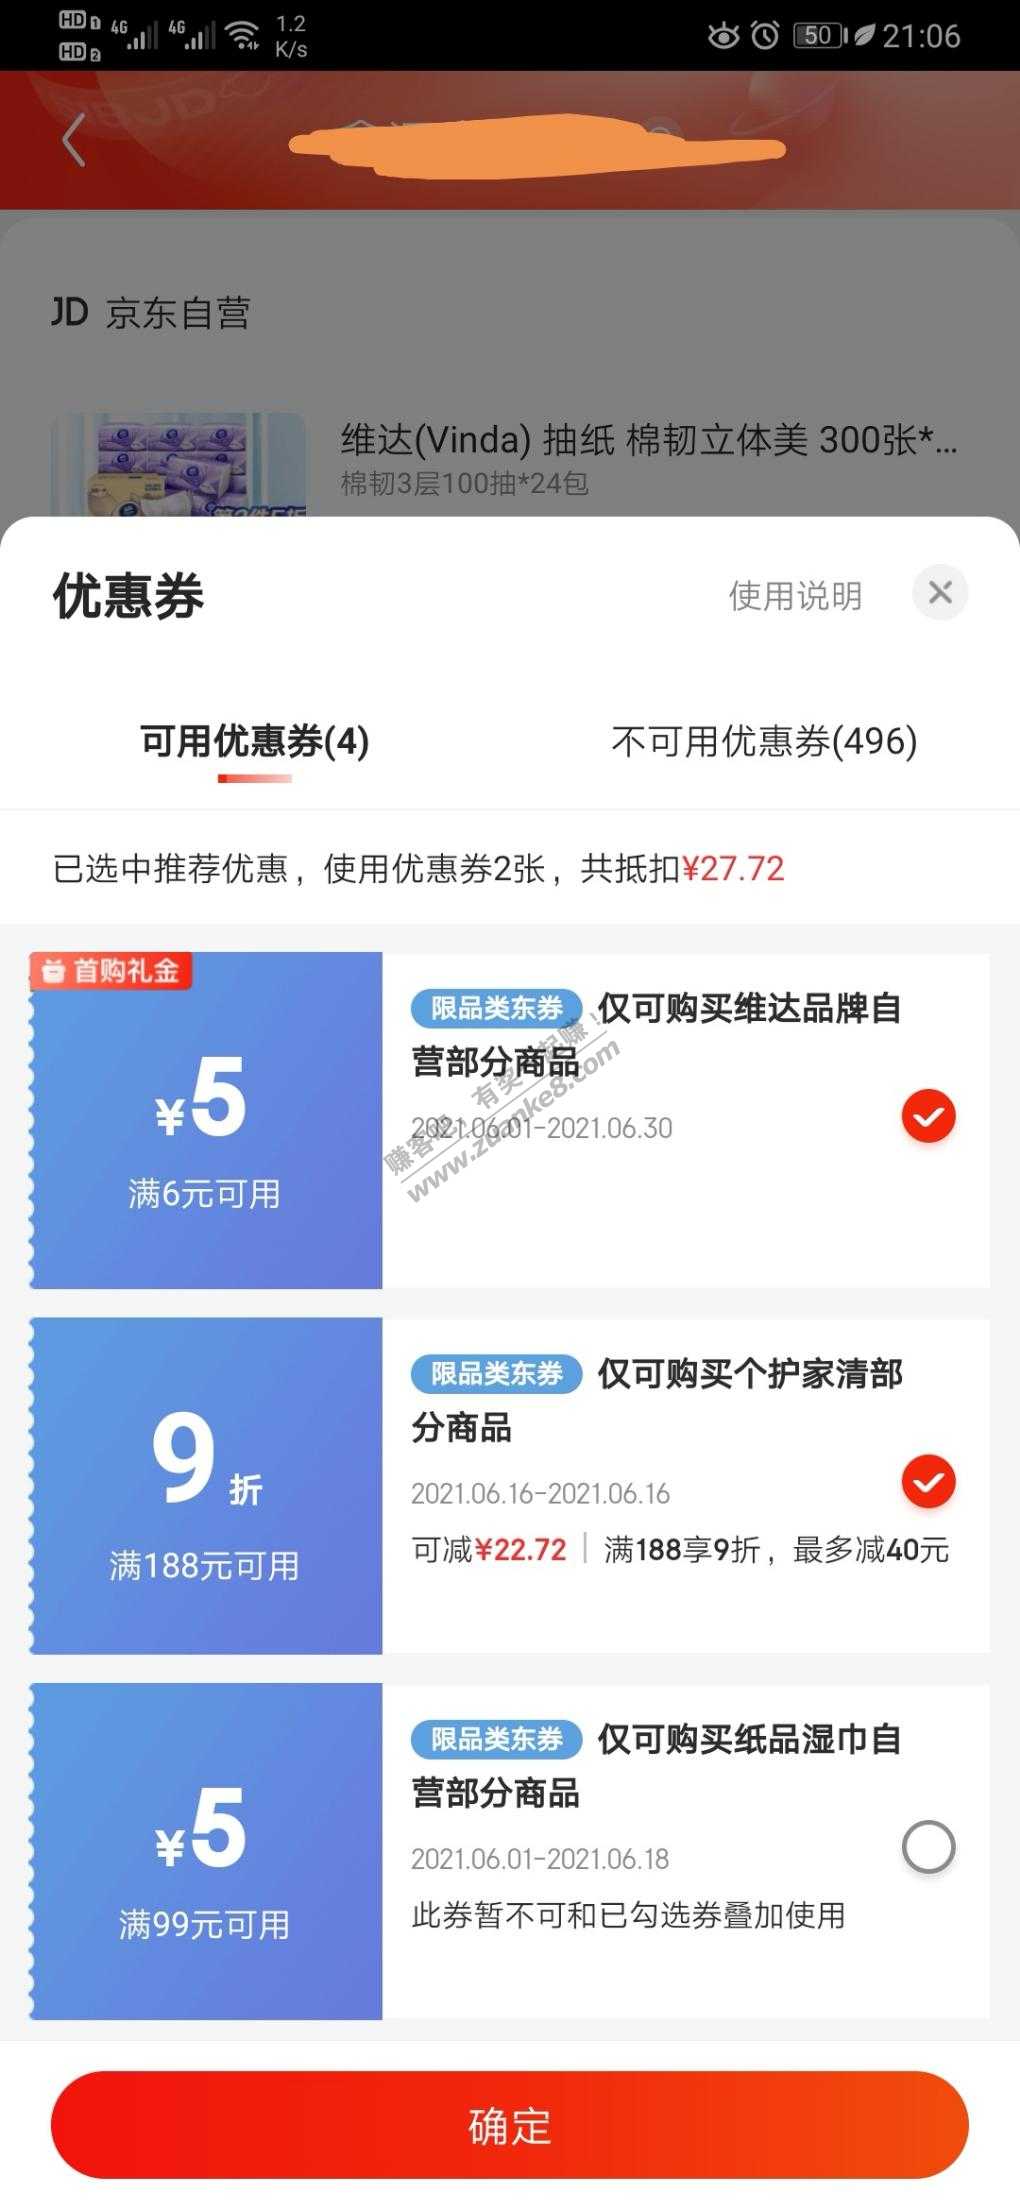 HD 1 4G 4G 1.2
HD 2 K/s
50 21:06
JD 京东自营
维达(Vinda) 抽纸 棉韧立体美 300张*...
棉韧3层100抽*24包
优惠券
使用说明
可用优惠券(4)
不可用优惠券(496)
已选中推荐优惠，使用优惠券2张，共抵扣¥27.72
首购礼金
¥5
满6元可用
限品类东券 仅可购买维达品牌自
营部分商品
2021.06.01-2021.06.30
9折
满188元可用
限品类东券 仅可购买个护家清部
分商品
2021.06.16-2021.06.16
可减¥22.72 | 满188享9折，最多减40元
¥5
满99元可用
限品类东券 仅可购买纸品湿巾自
营部分商品
2021.06.01-2021.06.18
此券暂不可和已勾选券叠加使用
确定